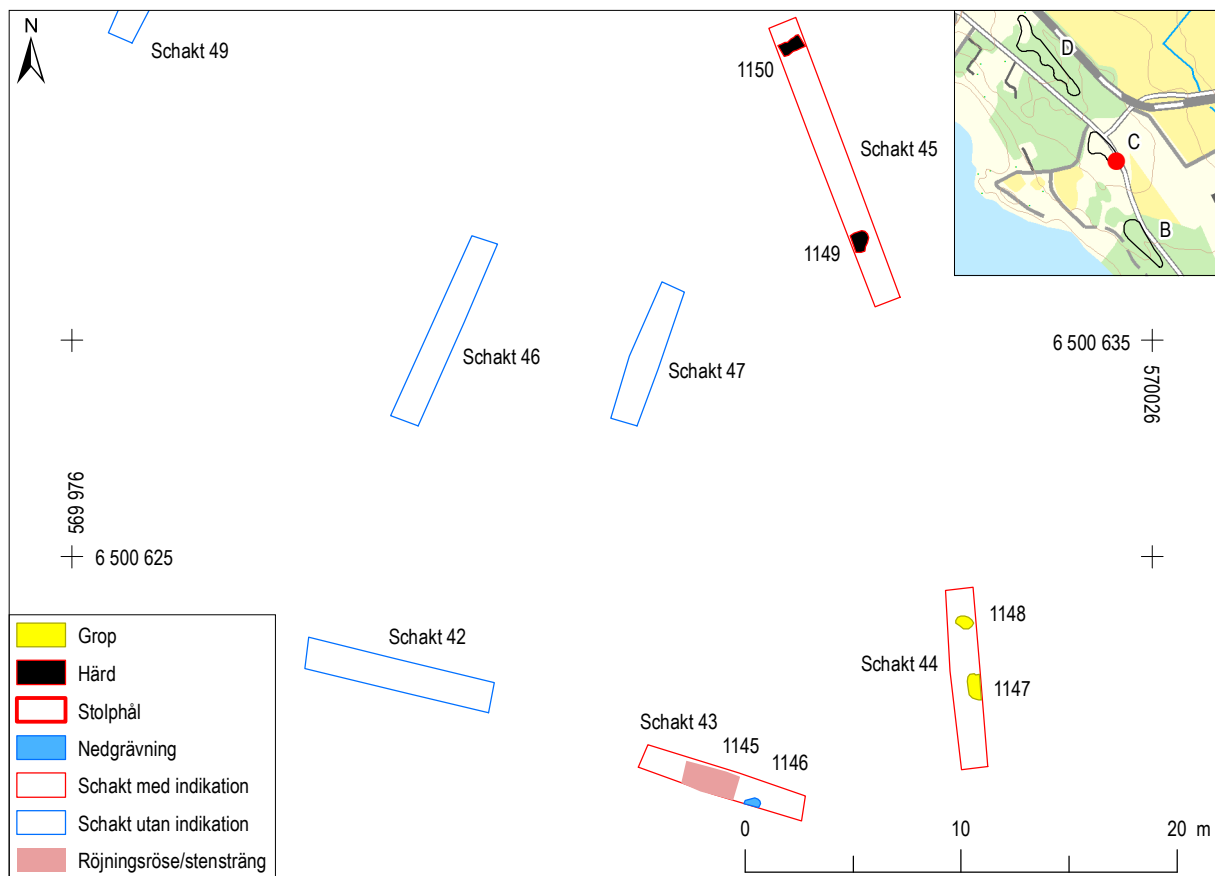 N
Schakt 49
1150
Schakt 45
1149
D
C
B
Schakt 46
Schakt 47
6 500 635
570026
569 976
6 500 625
Schakt 42
1148
Schakt 44
1147
Schakt 43
1145
1146
Grop
Härd
Stolphål
Nedgrävning
Schakt med indikation
Schakt utan indikation
Röjningsröse/stensträng
0 10 20 m